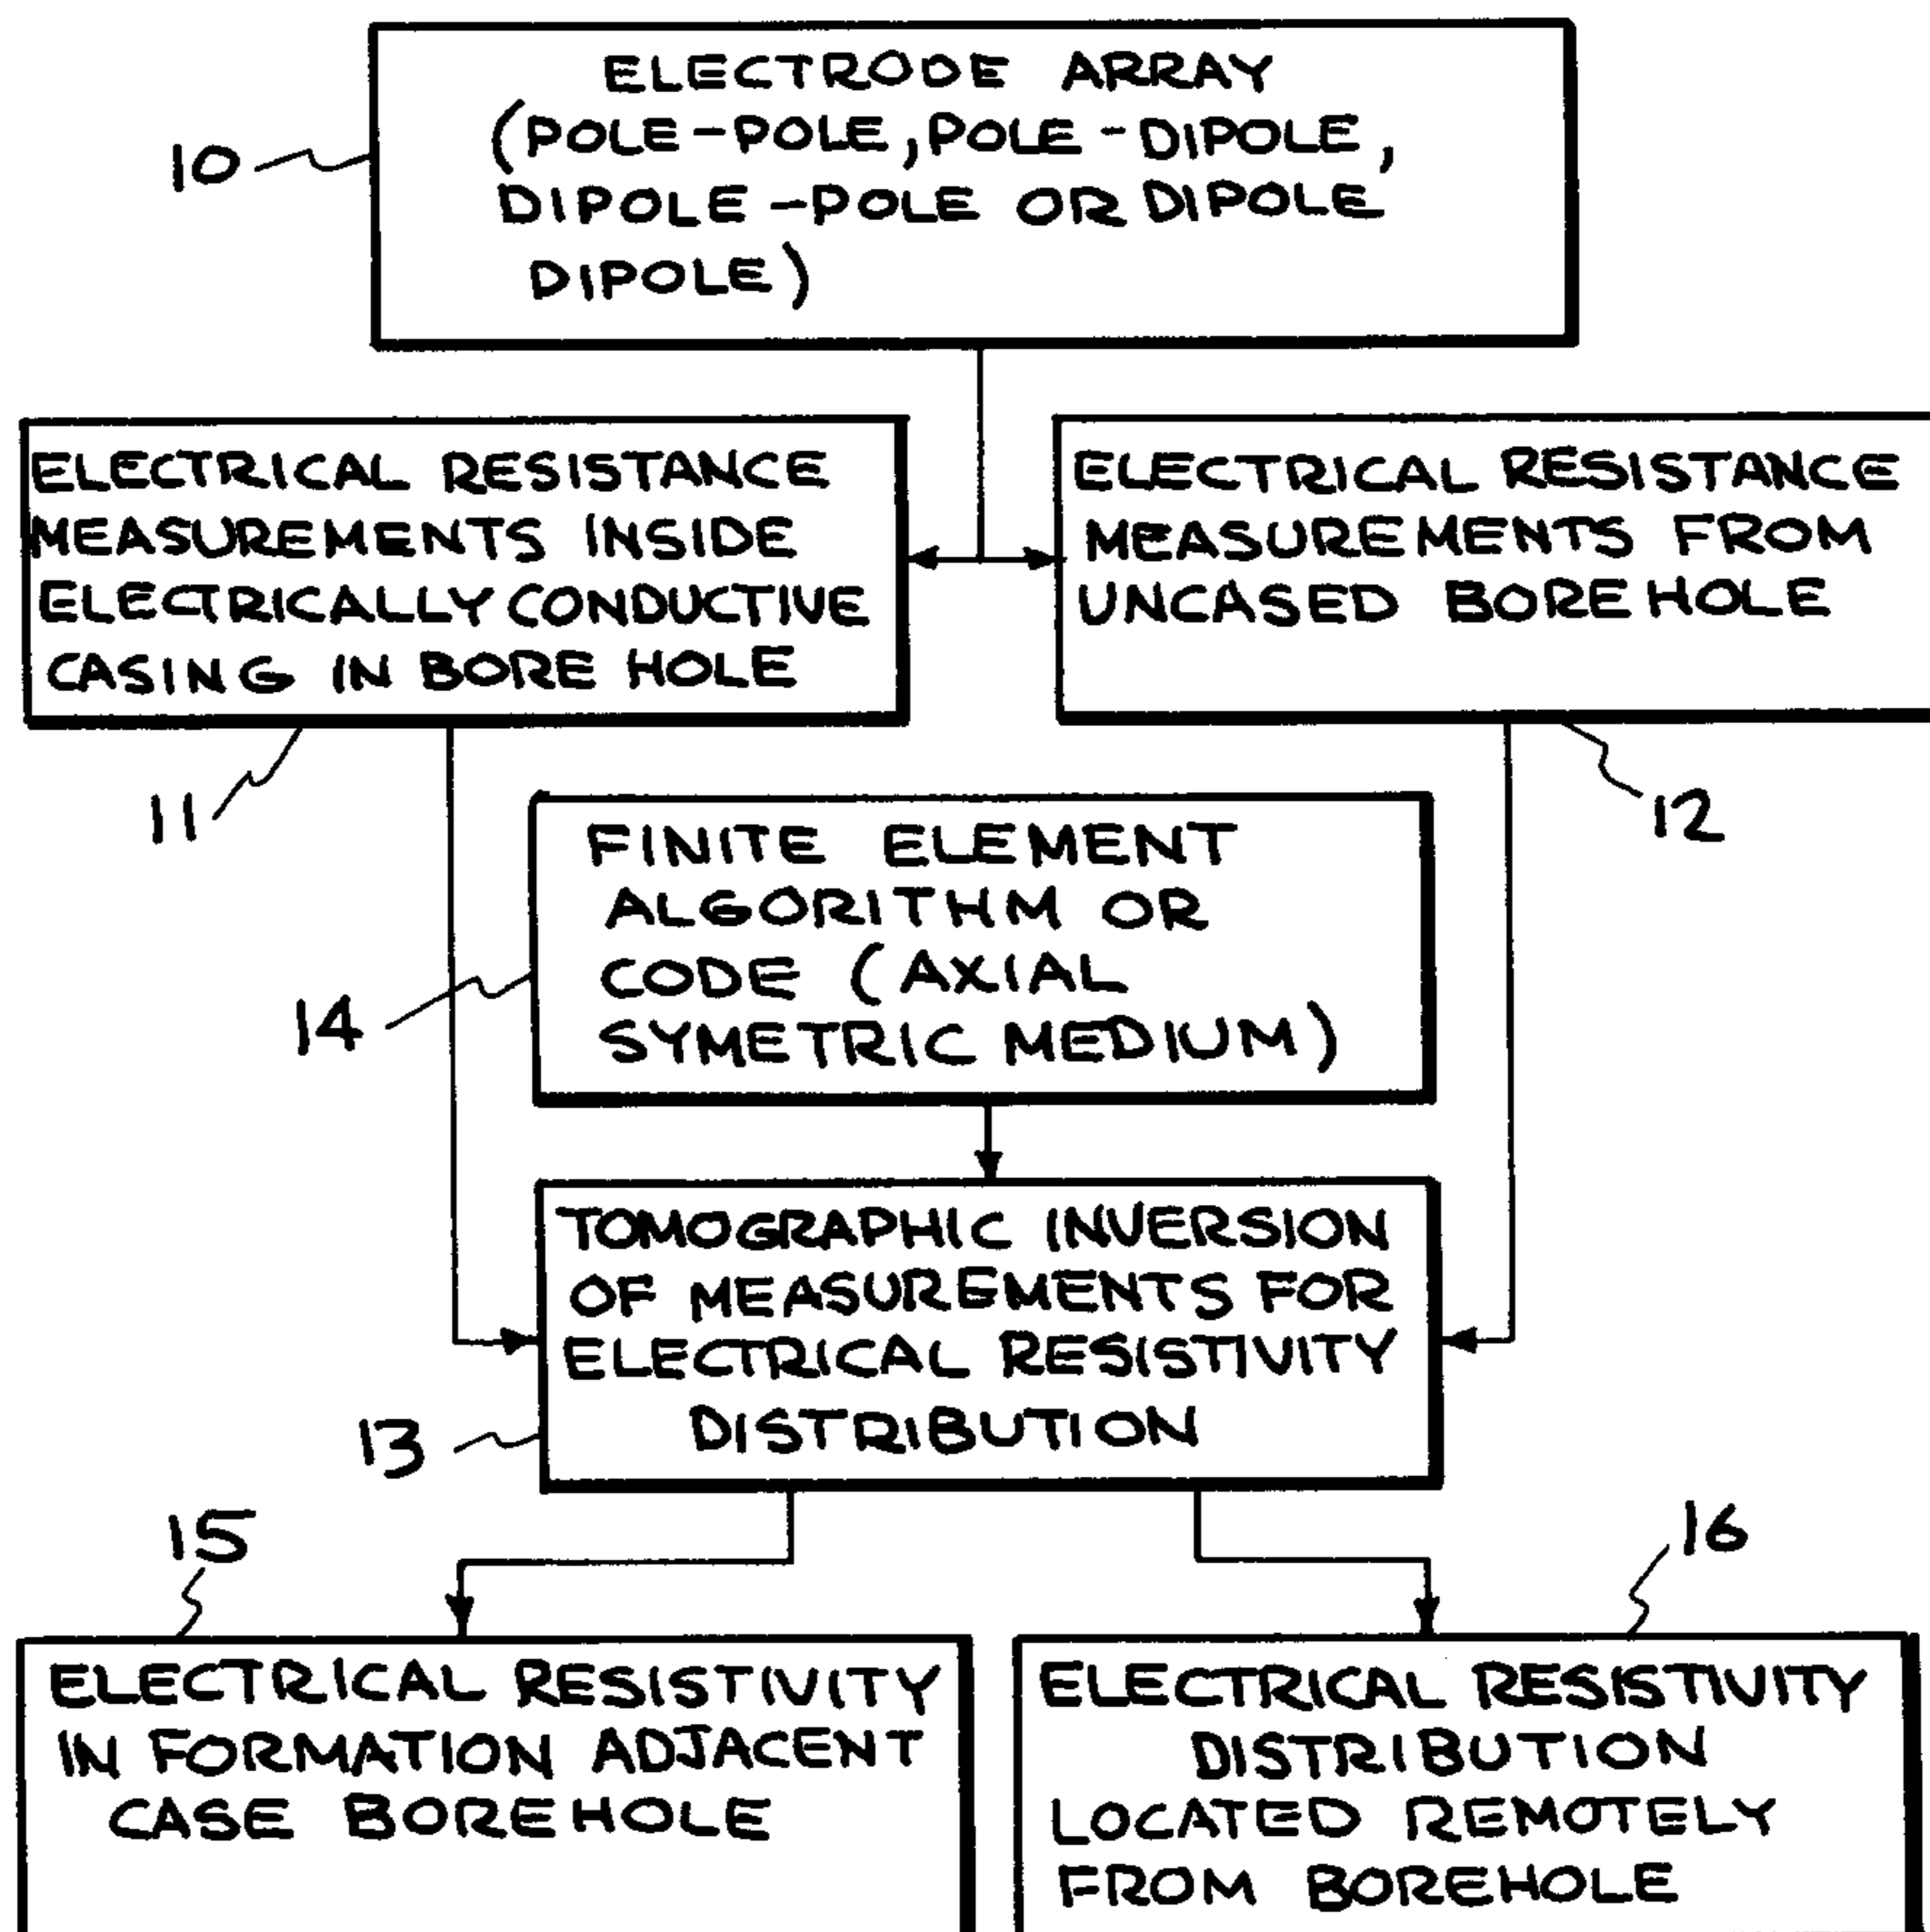 ELECTRODE ARRAY
(POLE-POLE, POLE-DIPOLE,
DIPOLE-POLE OR DIPOLE
DIPOLE)
10
ELECTRICAL RESISTANCE
MEASUREMENTS INSIDE
ELECTRICALLY CONDUCTIVE
CASING IN BORE HOLE
11
ELECTRICAL RESISTANCE
MEASUREMENTS FROM
UNCASED BOREHOLE
12
FINITE ELEMENT
ALGORITHM OR
CODE (AXIAL
SYMETRIC MEDIUM)
14
TOMOGRAPHIC INVERSION
OF MEASUREMENTS FOR
ELECTRICAL RESISTIVITY
DISTRIBUTION
13
15
ELECTRICAL RESISTIVITY
IN FORMATION ADJACENT
CASE BOREHOLE
16
ELECTRICAL RESISTIVITY
DISTRIBUTION
LOCATED REMOTELY
FROM BOREHOLE